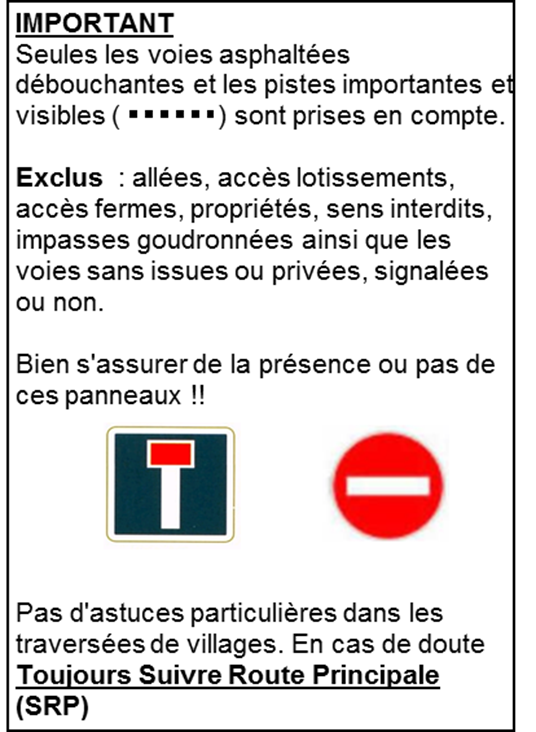 IMPORTANT
Seules les voies asphaltées
débouchantes et les pistes importantes et
visibles ( ▪▪▪▪▪▪) sont prises en compte.
Exclus : allées, accès lotissements,
accès fermes, propriétés, sens interdits,
impasses goudronnées ainsi que les
voies sans issues ou privées, signalées
ou non.
Bien s'assurer de la présence ou pas de
ces panneaux !!
Pas d'astuces particulières dans les
traversées de villages. En cas de doute
Toujours Suivre Route Principale
(SRP)